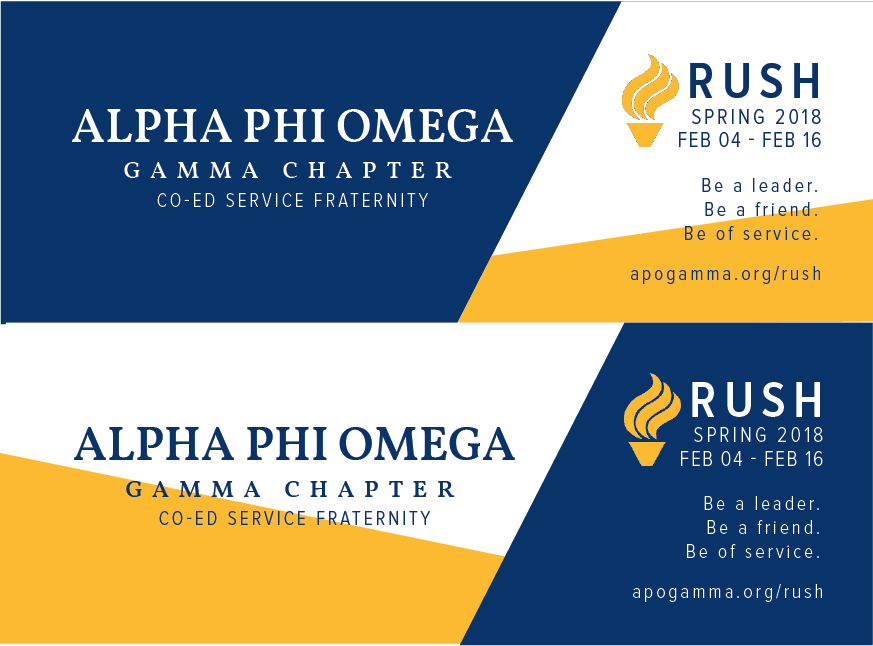 ALPHA PHI OMEGA
GAMMA CHAPTER
CO-ED SERVICE FRATERNITY
RUSH
SPRING 2018
FEB 04 - FEB 16
Be a leader.
Be a friend.
Be of service.
apogamma.org/rush
ALPHA PHI OMEGA
GAMMA CHAPTER
CO-ED SERVICE FRATERNITY
RUSH
SPRING 2018
FEB 04 - FEB 16
Be a leader.
Be a friend.
Be of service.
apogamma.org/rush